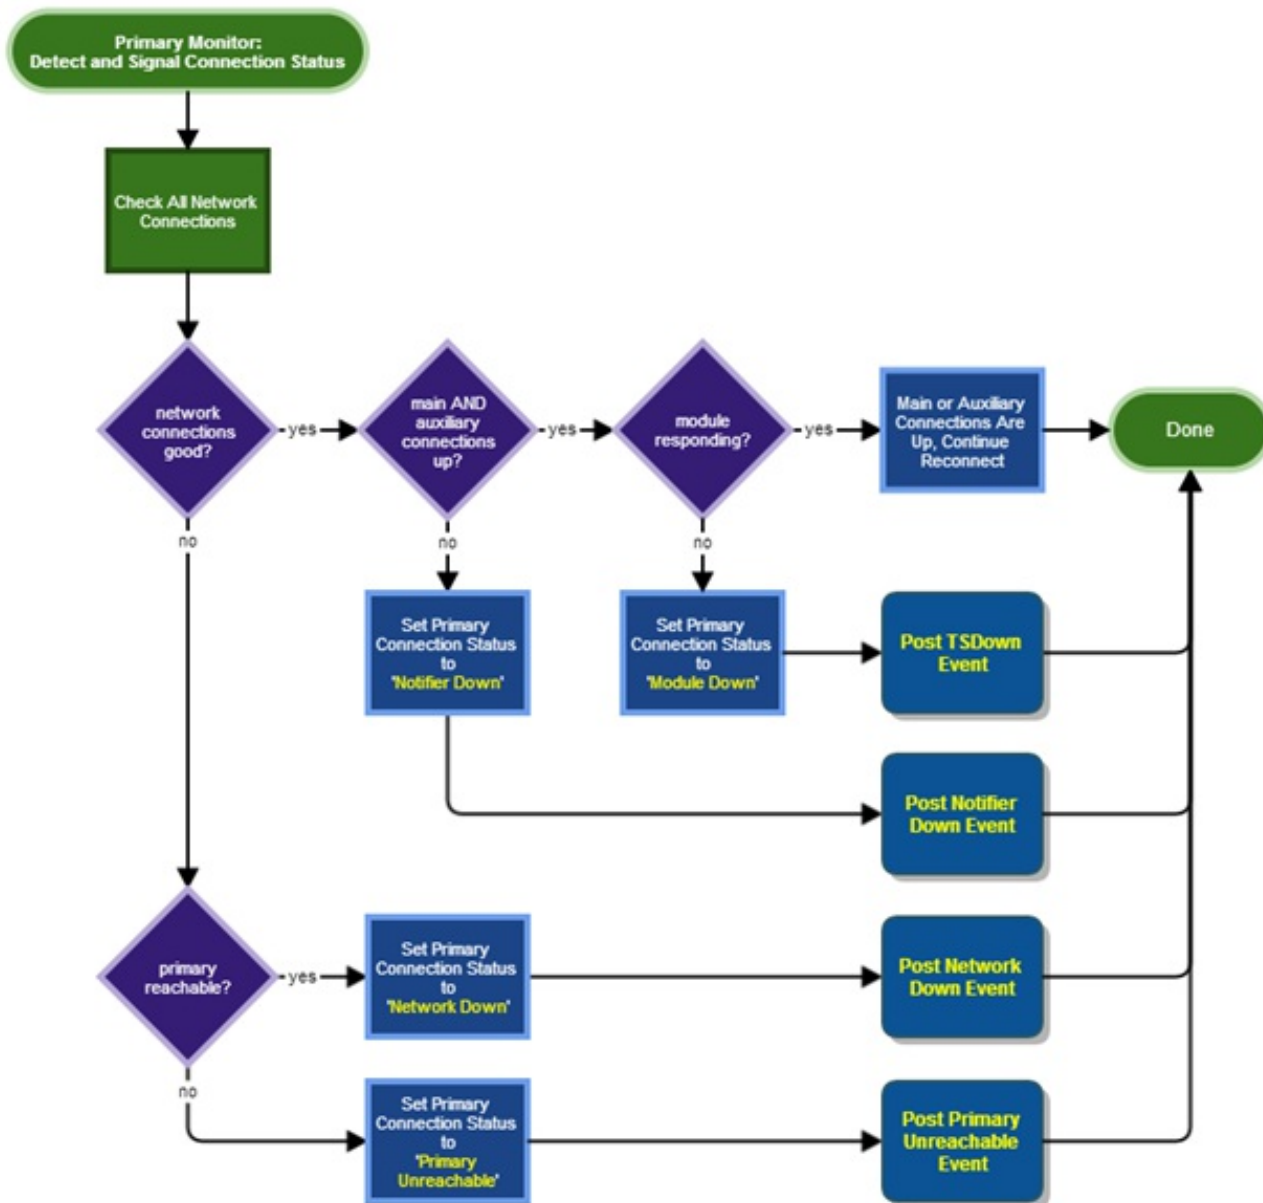 Primary Monitor:
Detect and Signal Connection Status
Check All Network
Connections
network
connections
good?
yes
main AND
auxiliary
connections
up?
yes
module
responding?
yes
Main or Auxiliary
Connections Are
Up, Continue
Reconnect
Done
no
no
no
Set Primary
Connection Status
to
"Notifier Down"
Set Primary
Connection Status
to
"Module Down"
Post TSDown
Event
Post Notifier
Down Event
primary
reachable?
yes
Set Primary
Connection Status
to
"Network Down"
Post Network
Down Event
no
Set Primary
Connection Status
to
"Primary
Unreachable"
Post Primary
Unreachable
Event